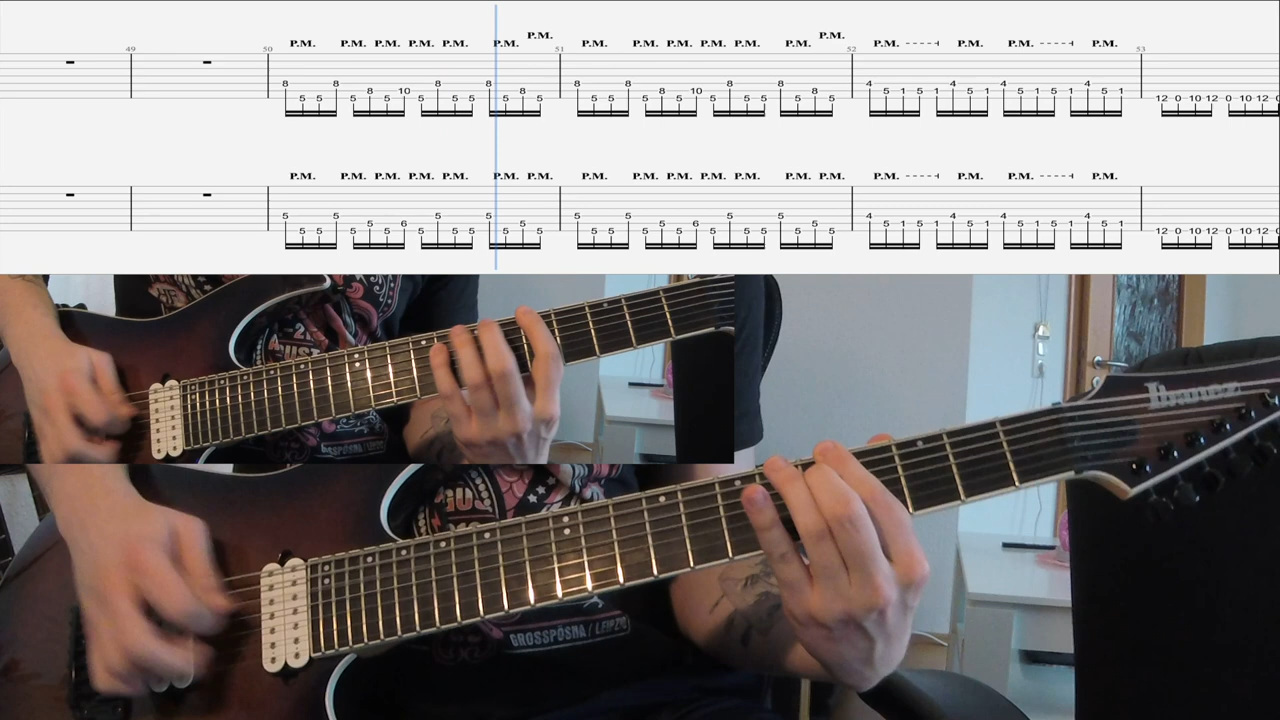 49 50 51 52 53
P.M. P.M. P.M. P.M. P.M. P.M. P.M. P.M. P.M. P.M. P.M. P.M. P.M. P.M. P.M. ----⊣ P.M. P.M. ----⊣ P.M.
8 5 5 8 5 8 10 5 8 5 5 8 5 8 5 8 5 5 8 5 8 10 5 8 5 5 8 5 8 5 4 5 1 5 1 4 5 1 4 5 1 5 1 4 5 1 12 0 10 12 0 10 12 0
P.M. P.M. P.M. P.M. P.M. P.M. P.M. P.M. P.M. P.M. P.M. P.M. P.M. P.M. P.M. ----⊣ P.M. P.M. ----⊣ P.M.
5 5 5 5 5 5 6 5 5 5 5 5 5 5 5 5 5 5 5 5 5 6 5 5 5 5 5 5 5 5 4 5 1 5 1 4 5 1 4 5 1 5 1 4 5 1 12 0 10 12 0 10 12 0
Ibanez
GROSSPÖSNA / LEIPZIG